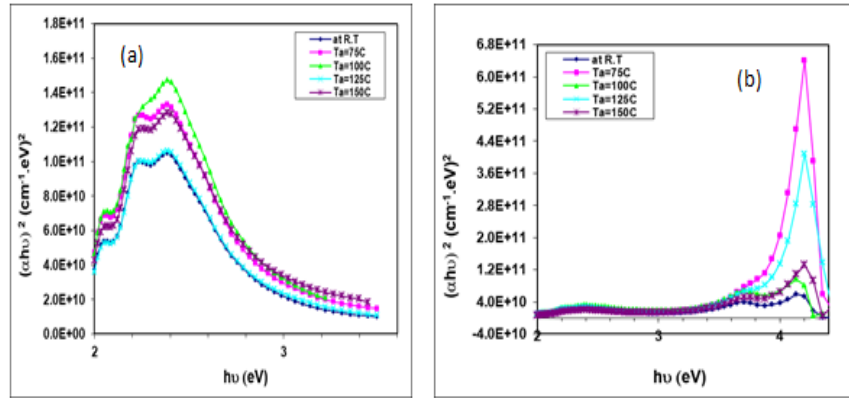 (a)
at R.T
Ta=75C
Ta=100C
Ta=125C
Ta=150C
1.8E+11
1.6E+11
1.4E+11
1.2E+11
1.0E+11
8.0E+10
6.0E+10
4.0E+10
2.0E+10
0.0E+00
(αhυ) ² (cm⁻¹.eV)²
2
3
hυ (eV)
(b)
at R.T
Ta=75C
Ta=100C
Ta=125C
Ta=150C
6.8E+11
6.0E+11
5.2E+11
4.4E+11
3.6E+11
2.8E+11
2.0E+11
1.2E+11
4.0E+10
-4.0E+10
(αhυ) ² (cm⁻¹.eV)²
2
3
4
hυ (eV)